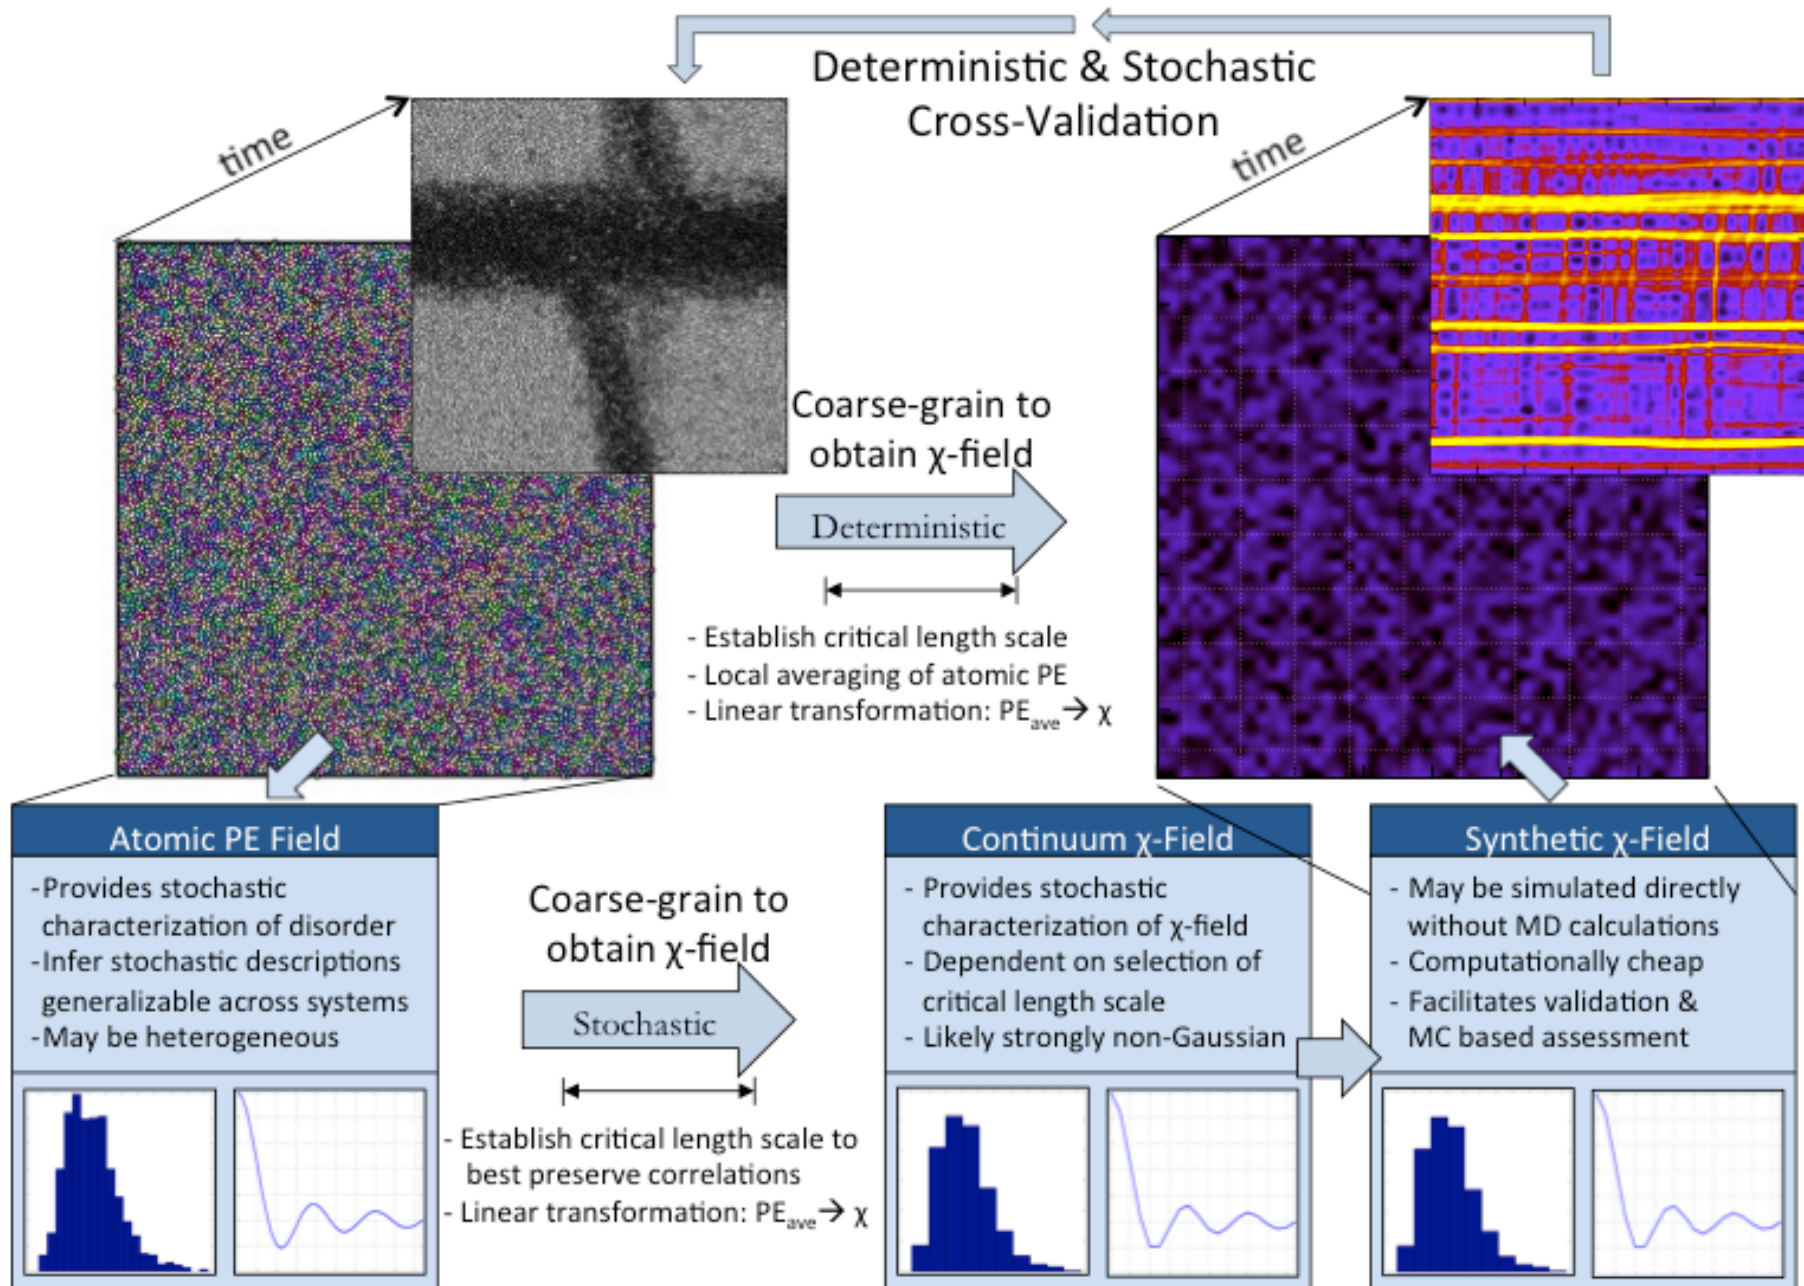 Deterministic & Stochastic
Cross-Validation
time
time
Coarse-grain to
obtain χ-field
Deterministic
- Establish critical length scale
- Local averaging of atomic PE
- Linear transformation: PEave→ χ
Atomic PE Field
-Provides stochastic
characterization of disorder
-Infer stochastic descriptions
generalizable across systems
-May be heterogeneous
Coarse-grain to
obtain χ-field
Stochastic
- Establish critical length scale to
best preserve correlations
- Linear transformation: PEave→ χ
Continuum χ-Field
- Provides stochastic
characterization of χ-field
- Dependent on selection of
critical length scale
- Likely strongly non-Gaussian
Synthetic χ-Field
- May be simulated directly
without MD calculations
- Computationally cheap
- Facilitates validation &
MC based assessment